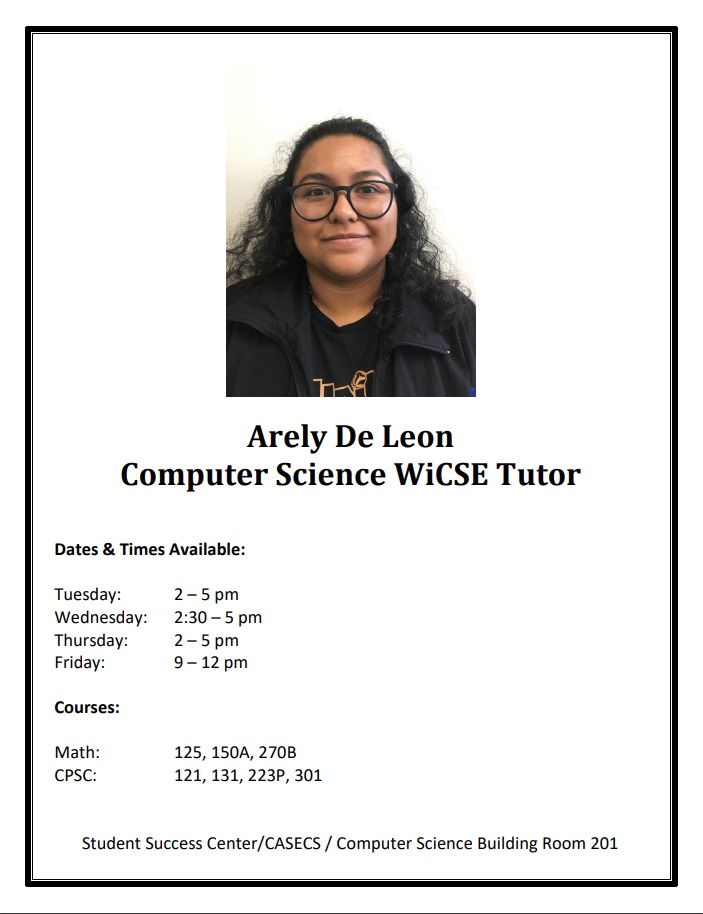 Arely De Leon
Computer Science WiCSE Tutor
Dates & Times Available:
Tuesday: 2 – 5 pm
Wednesday: 2:30 – 5 pm
Thursday: 2 – 5 pm
Friday: 9 – 12 pm
Courses:
Math: 125, 150A, 270B
CPSC: 121, 131, 223P, 301
Student Success Center/CASECS / Computer Science Building Room 201